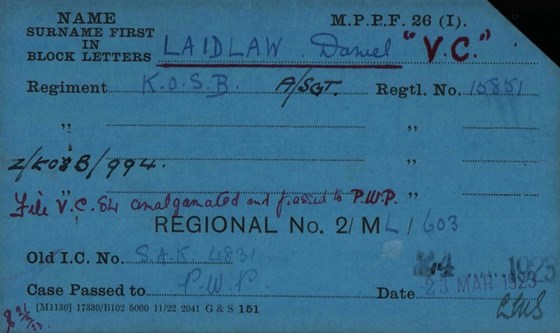 NAME M.P.P.F. 26 (I).
SURNAME FIRST
IN
BLOCK LETTERS LAIDLAW Daniel "V.C."
Regiment K.O.S.B. A/SGT. Regtl. No. 15851
" "
" "
2/KOSB/994. "
File V.C. 84 amalgamated and passed to P.W.P.
REGIONAL No. 2/ML/603
Old I.C. No. S.A.K 4831
1923
Case Passed to P.W.P. Date 23 MAR 1923
[M1130] 17330/B102 5000 11/22 2041 G & S 151